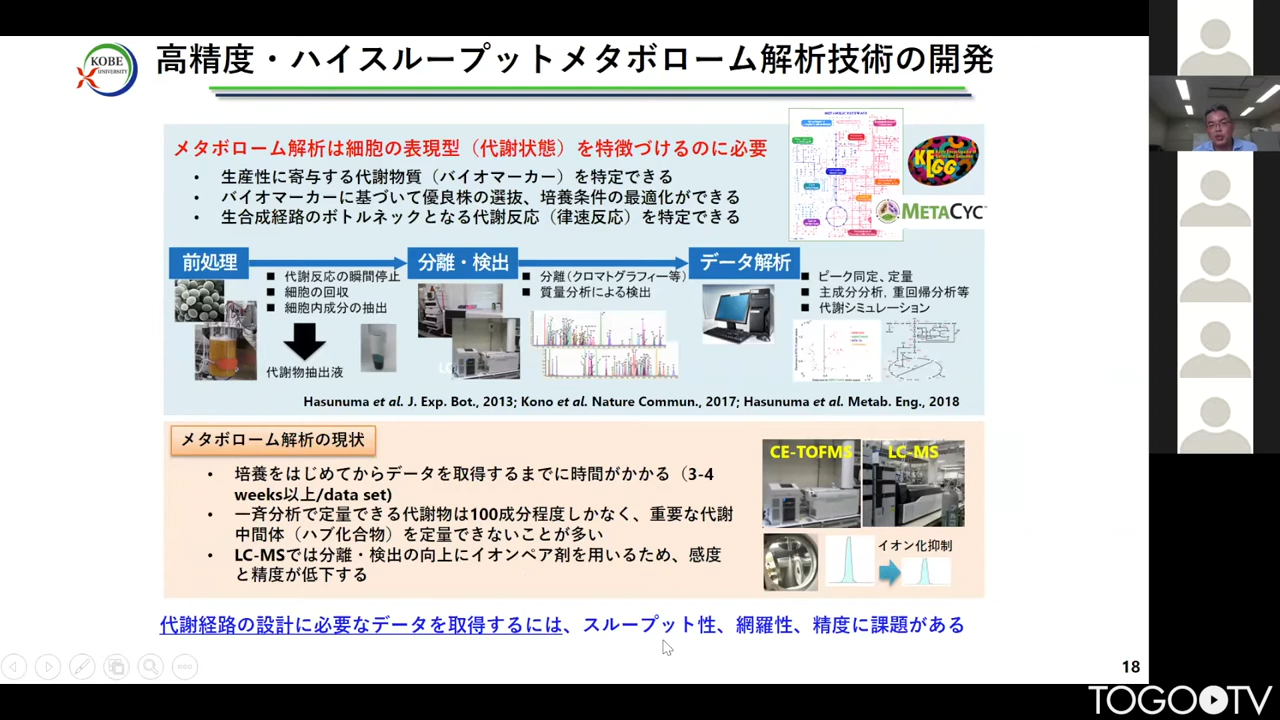 KOBE
UNIVERSITY
高精度・ハイスループットメタボローム解析技術の開発
メタボローム解析は細胞の表現型（代謝状態）を特徴づけるのに必要
• 生産性に寄与する代謝物質（バイオマーカー）を特定できる
• バイオマーカーに基づいて優良株の選抜、培養条件の最適化ができる
• 生合成経路のボトルネックとなる代謝反応（律速反応）を特定できる
KEGG
METACYC
前処理
■ 代謝反応の瞬間停止
■ 細胞の回収
■ 細胞内成分の抽出
代謝物抽出液
分離・検出
■ 分離（クロマトグラフィー等）
■ 質量分析による検出
データ解析
■ ピーク同定、定量
■ 主成分分析, 重回帰分析等
■ 代謝シミュレーション
Hasunuma et al. J. Exp. Bot., 2013; Kono et al. Nature Commun., 2017; Hasunuma et al. Metab. Eng., 2018
メタボローム解析の現状
• 培養をはじめてからデータを取得するまでに時間がかかる（3-4
weeks以上/data set)
• 一斉分析で定量できる代謝物は100成分程度しかなく、重要な代謝
中間体（ハブ化合物）を定量できないことが多い
• LC-MSでは分離・検出の向上にイオンペア剤を用いるため、感度
と精度が低下する
CE-TOFMS
LC-MS
イオン化抑制
代謝経路の設計に必要なデータを取得するには、スループット性、網羅性、精度に課題がある
18
TOGOTV